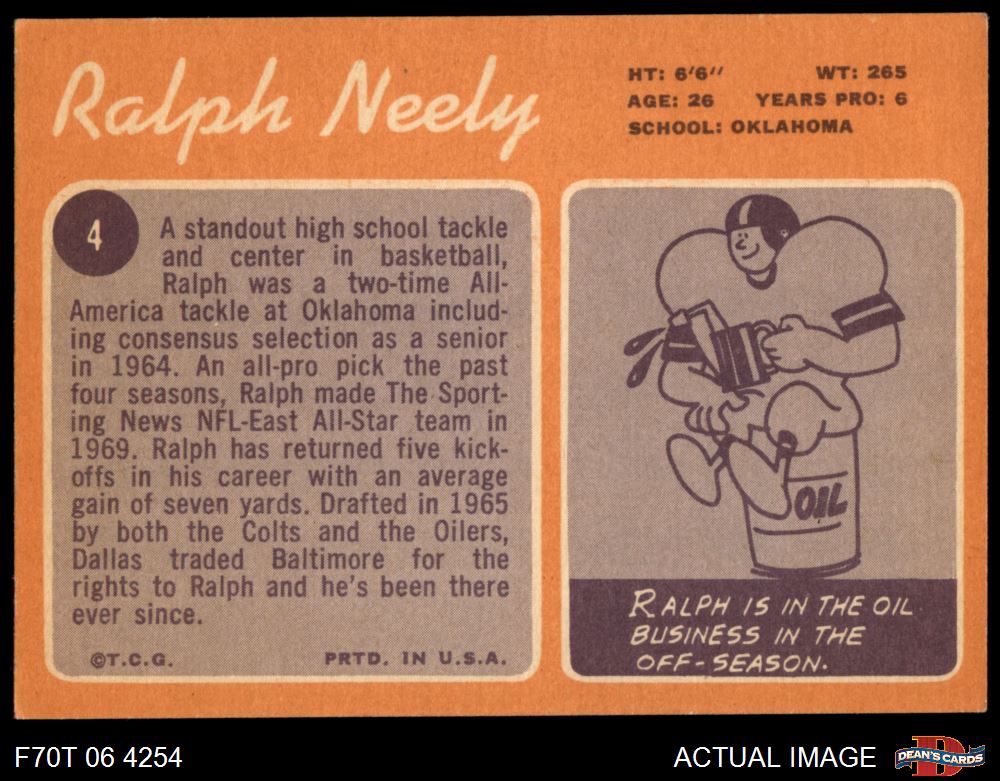 Ralph Neely
HT: 6'6" WT: 265
AGE: 26 YEARS PRO: 6
SCHOOL: OKLAHOMA
4
A standout high school tackle
and center in basketball,
Ralph was a two-time All-
America tackle at Oklahoma includ-
ing consensus selection as a senior
in 1964. An all-pro pick the past
four seasons, Ralph made The Sport-
ing News NFL-East All-Star team in
1969. Ralph has returned five kick-
offs in his career with an average
gain of seven yards. Drafted in 1965
by both the Colts and the Oilers,
Dallas traded Baltimore for the
rights to Ralph and he's been there
ever since.
©T.C.G. PRTD. IN U.S.A.
OIL
RALPH IS IN THE OIL
BUSINESS IN THE
OFF-SEASON.
F70T 06 4254
ACTUAL IMAGE
D
DEAN'S CARDS